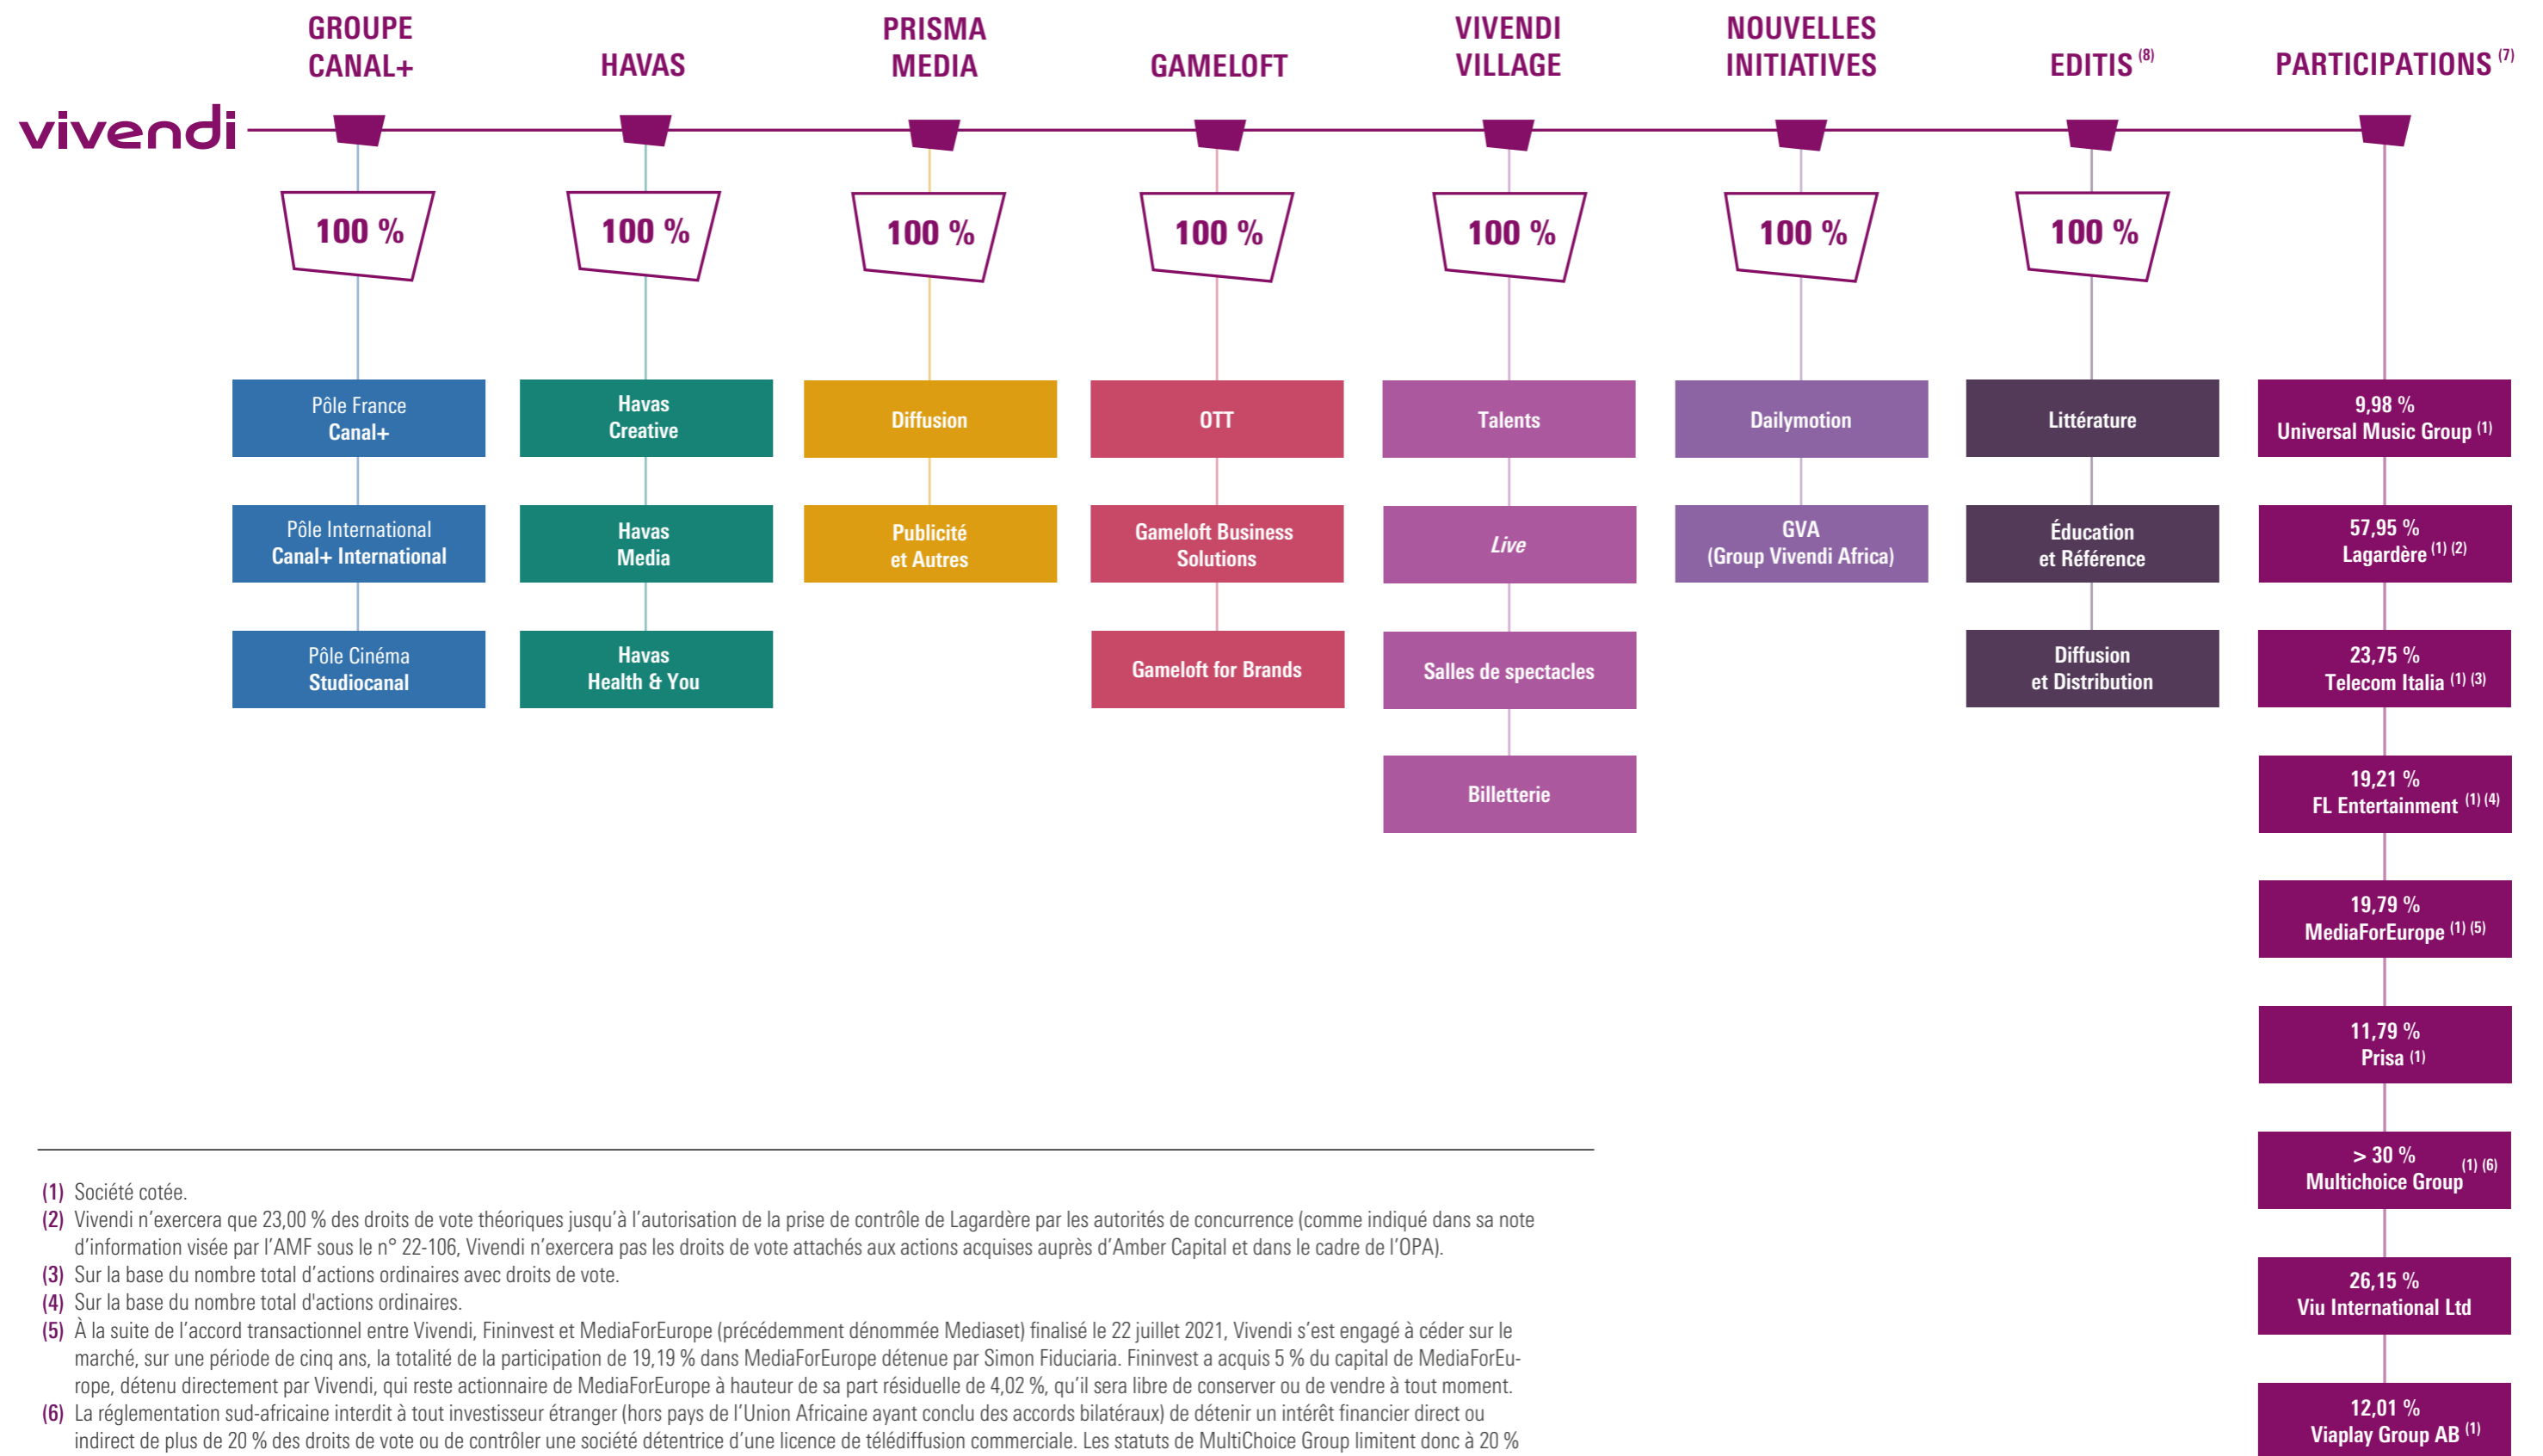 vivendi
GROUPE
CANAL+
100 %
Pôle France
Canal+
Pôle International
Canal+ International
Pôle Cinéma
Studiocanal
HAVAS
100 %
Havas
Creative
Havas
Media
Havas
Health & You
PRISMA
MEDIA
100 %
Diffusion
Publicité
et Autres
GAMELOFT
100 %
OTT
Gameloft Business
Solutions
Gameloft for Brands
VIVENDI
VILLAGE
100 %
Talents
Live
Salles de spectacles
Billetterie
NOUVELLES
INITIATIVES
100 %
Dailymotion
GVA
(Group Vivendi Africa)
EDITIS (8)
100 %
Littérature
Éducation
et Référence
Diffusion
et Distribution
PARTICIPATIONS (7)
9,98 %
Universal Music Group (1)
57,95 %
Lagardère (1) (2)
23,75 %
Telecom Italia (1) (3)
19,21 %
FL Entertainment (1) (4)
19,79 %
MediaForEurope (1) (5)
11,79 %
Prisa (1)
> 30 %
Multichoice Group (1) (6)
26,15 %
Viu International Ltd
12,01 %
Viaplay Group AB (1)
(1) Société cotée.
(2) Vivendi n'exercera que 23,00 % des droits de vote théoriques jusqu'à l'autorisation de la prise de contrôle de Lagardère par les autorités de concurrence (comme indiqué dans sa note
d'information visée par l'AMF sous le n° 22-106, Vivendi n'exercera pas les droits de vote attachés aux actions acquises auprès d'Amber Capital et dans le cadre de l'OPA).
(3) Sur la base du nombre total d'actions ordinaires avec droits de vote.
(4) Sur la base du nombre total d'actions ordinaires.
(5) À la suite de l'accord transactionnel entre Vivendi, Fininvest et MediaForEurope (précédemment dénommée Mediaset) finalisé le 22 juillet 2021, Vivendi s'est engagé à céder sur le
marché, sur une période de cinq ans, la totalité de la participation de 19,19 % dans MediaForEurope détenue par Simon Fiduciaria. Fininvest a acquis 5 % du capital de MediaForEu-
rope, détenu directement par Vivendi, qui reste actionnaire de MediaForEurope à hauteur de sa part résiduelle de 4,02 %, qu'il sera libre de conserver ou de vendre à tout moment.
(6) La réglementation sud-africaine interdit à tout investisseur étranger (hors pays de l'Union Africaine ayant conclu des accords bilatéraux) de détenir un intérêt financier direct ou
indirect de plus de 20 % des droits de vote ou de contrôler une société détentrice d'une licence de télédiffusion commerciale. Les statuts de MultiChoice Group limitent donc à 20 %